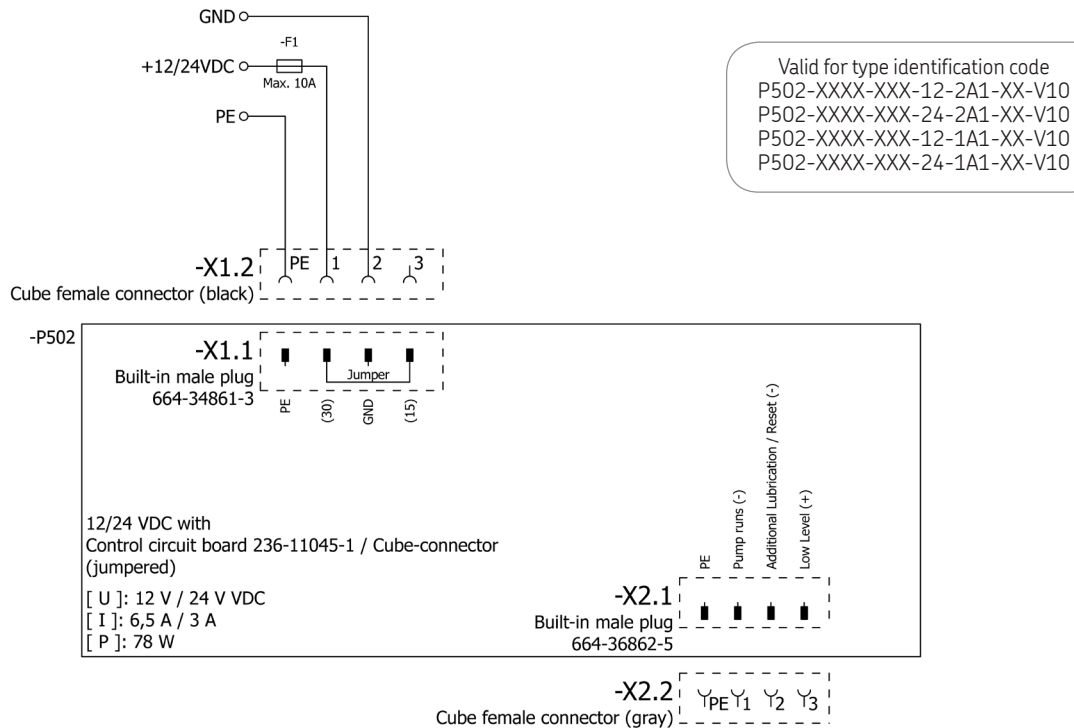 GND
-F1
+12/24VDC
Max. 10A
PE
Valid for type identification code
P502-XXXX-XXX-12-2A1-XX-V10
P502-XXXX-XXX-24-2A1-XX-V10
P502-XXXX-XXX-12-1A1-XX-V10
P502-XXXX-XXX-24-1A1-XX-V10
-X1.2 PE 1 2 3
Cube female connector (black)
-P502
-X1.1
Built-in male plug
664-34861-3
Jumper
PE (30) GND (15)
12/24 VDC with
Control circuit board 236-11045-1 / Cube-connector
(jumpered)
[ U ]: 12 V / 24 V VDC
[ I ]: 6,5 A / 3 A
[ P ]: 78 W
PE
Pump runs (-)
Additional Lubrication / Reset (-)
Low Level (+)
-X2.1
Built-in male plug
664-36862-5
-X2.2 PE 1 2 3
Cube female connector (gray)